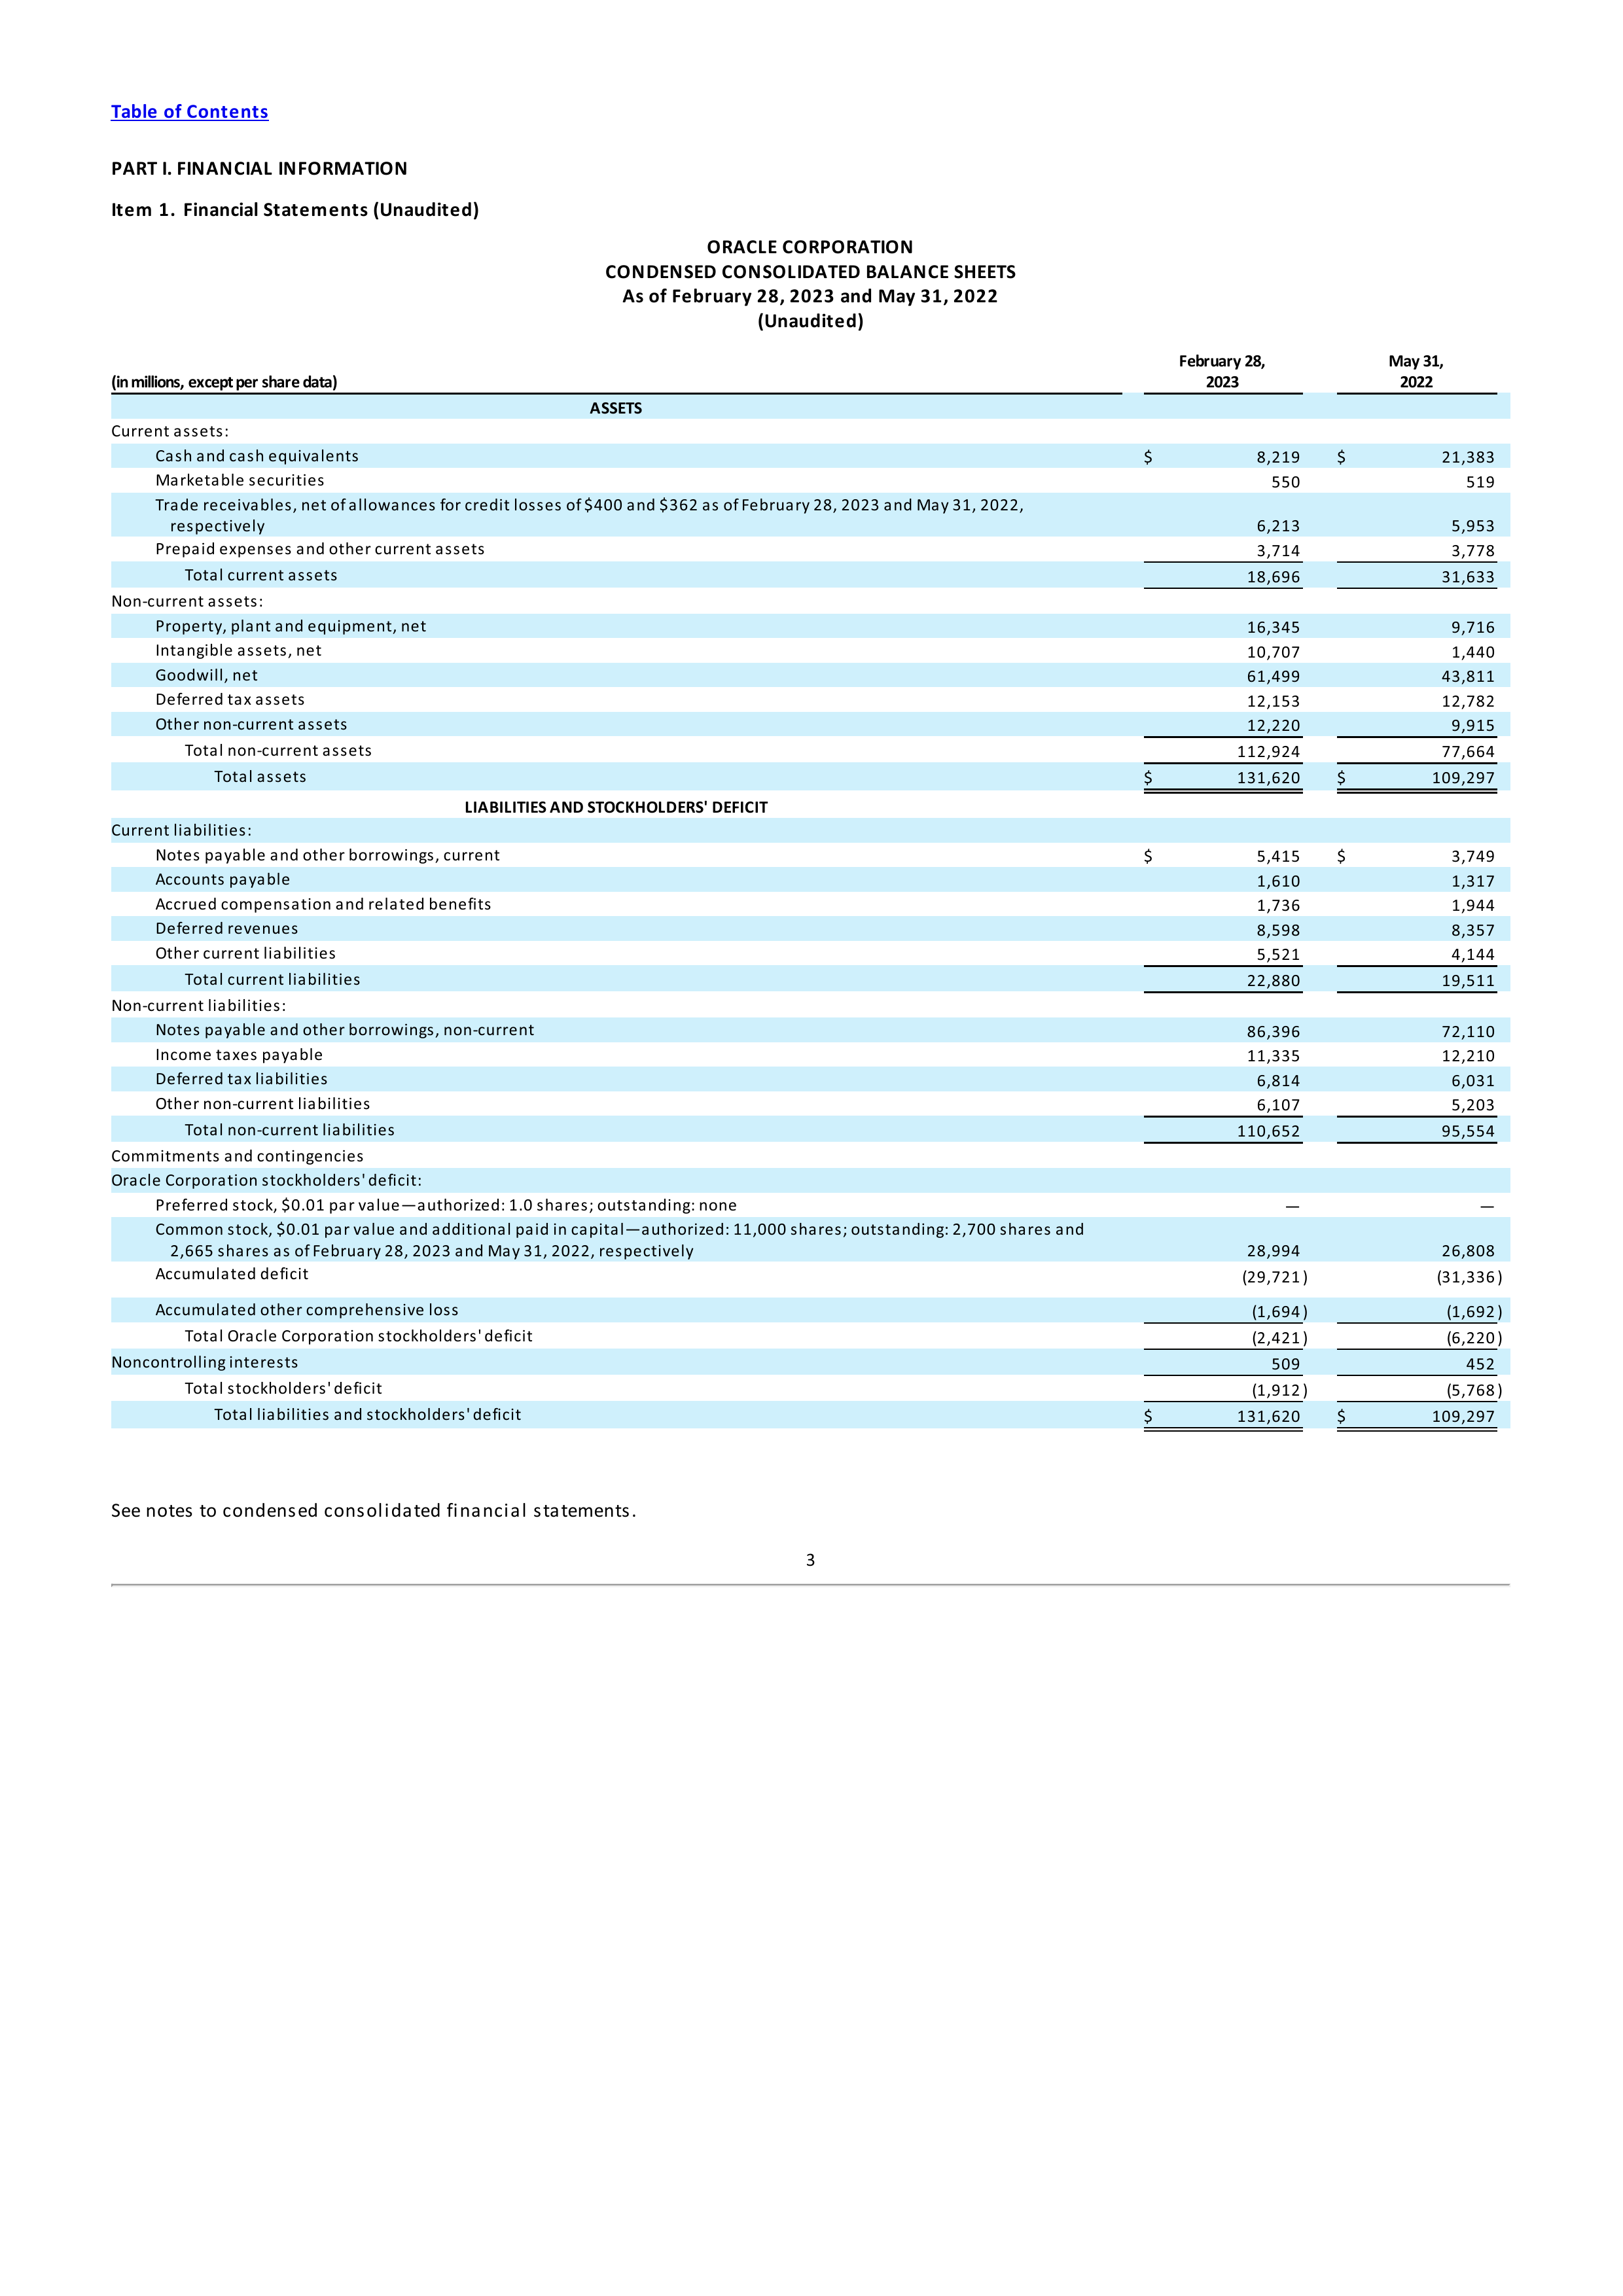 Table of Contents
PART I. FINANCIAL INFORMATION
Item 1. Financial Statements (Unaudited)
ORACLE CORPORATION
CONDENSED CONSOLIDATED BALANCE SHEETS
As of February 28, 2023 and May 31, 2022
(Unaudited)
February 28, May 31,
(in millions, except per share data) 2023 2022
ASSETS
Current assets:
Cash and cash equivalents $ 8,219 $ 21,383
Marketable securities 550 519
Trade receivables, net of allowances for credit losses of $400 and $362 as of February 28, 2023 and May 31, 2022,
respectively 6,213 5,953
Prepaid expenses and other current assets 3,714 3,778
Total current assets 18,696 31,633
Non-current assets:
Property, plant and equipment, net 16,345 9,716
Intangible assets, net 10,707 1,440
Goodwill, net 61,499 43,811
Deferred tax assets 12,153 12,782
Other non-current assets 12,220 9,915
Total non-current assets 112,924 77,664
Total assets $ 131,620 $ 109,297
LIABILITIES AND STOCKHOLDERS' DEFICIT
Current liabilities:
Notes payable and other borrowings, current $ 5,415 $ 3,749
Accounts payable 1,610 1,317
Accrued compensation and related benefits 1,736 1,944
Deferred revenues 8,598 8,357
Other current liabilities 5,521 4,144
Total current liabilities 22,880 19,511
Non-current liabilities:
Notes payable and other borrowings, non-current 86,396 72,110
Income taxes payable 11,335 12,210
Deferred tax liabilities 6,814 6,031
Other non-current liabilities 6,107 5,203
Total non-current liabilities 110,652 95,554
Commitments and contingencies
Oracle Corporation stockholders' deficit:
Preferred stock, $0.01 par value—authorized: 1.0 shares; outstanding: none — —
Common stock, $0.01 par value and additional paid in capital—authorized: 11,000 shares; outstanding: 2,700 shares and
2,665 shares as of February 28, 2023 and May 31, 2022, respectively 28,994 26,808
Accumulated deficit (29,721) (31,336)
Accumulated other comprehensive loss (1,694) (1,692)
Total Oracle Corporation stockholders' deficit (2,421) (6,220)
Noncontrolling interests 509 452
Total stockholders' deficit (1,912) (5,768)
Total liabilities and stockholders' deficit $ 131,620 $ 109,297
See notes to condensed consolidated financial statements.
3